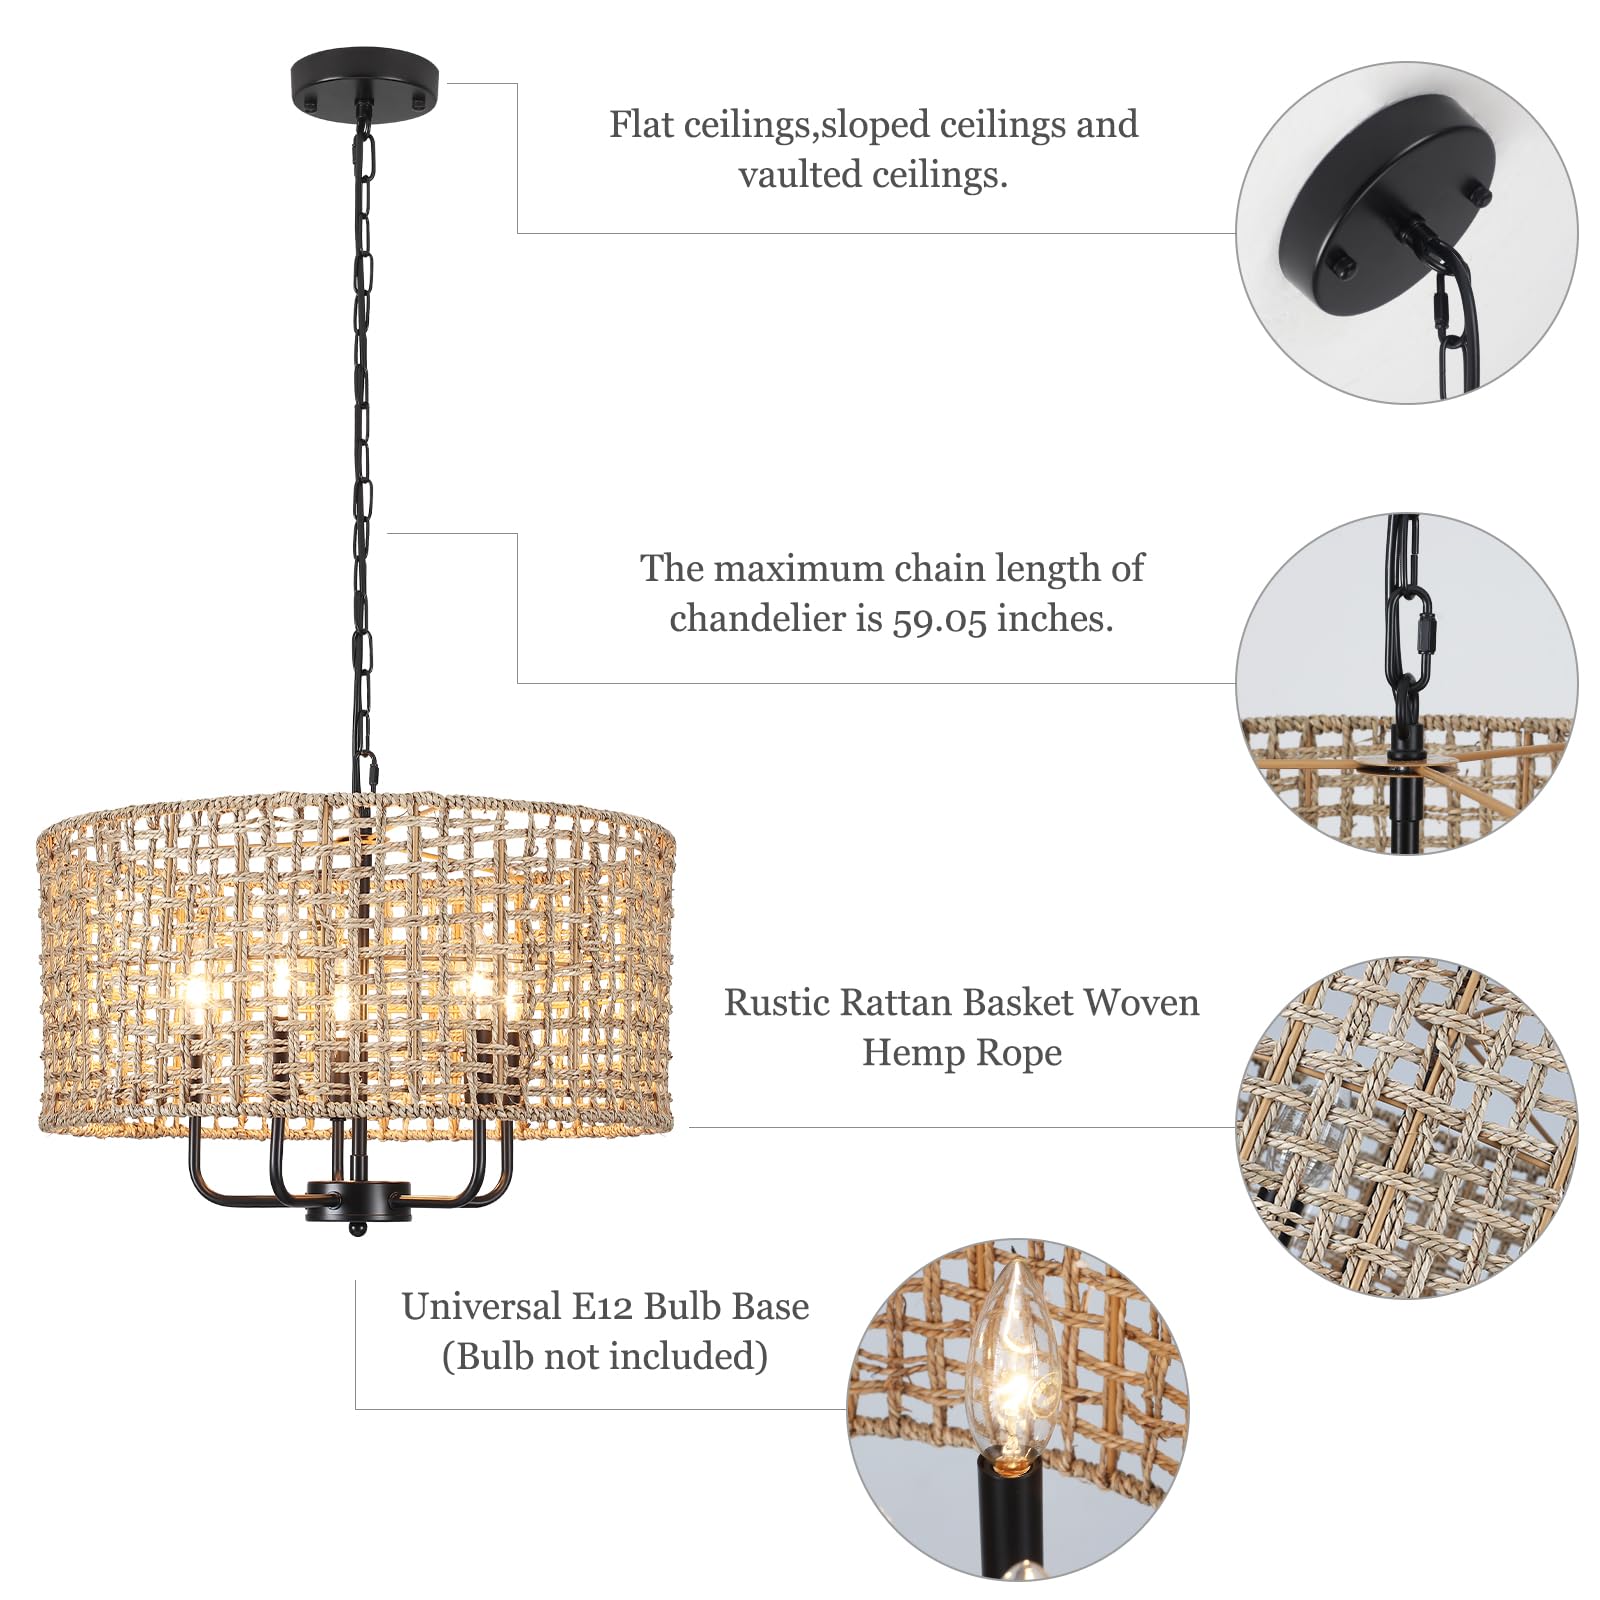 Flat ceilings,sloped ceilings and
vaulted ceilings.
The maximum chain length of
chandelier is 59.05 inches.
Rustic Rattan Basket Woven
Hemp Rope
Universal E12 Bulb Base
(Bulb not included)